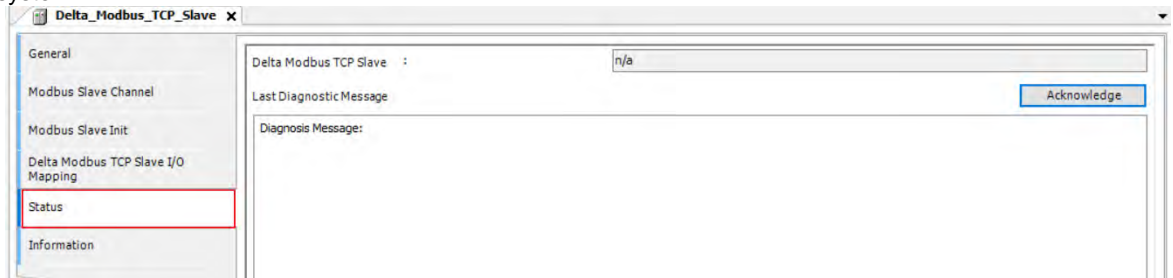 Delta_Modbus_TCP_Slave x
General
Delta Modbus TCP Slave :
n/a
Modbus Slave Channel
Last Diagnostic Message
Acknowledge
Modbus Slave Init
Diagnosis Message:
Delta Modbus TCP Slave I/O
Mapping
Status
Information